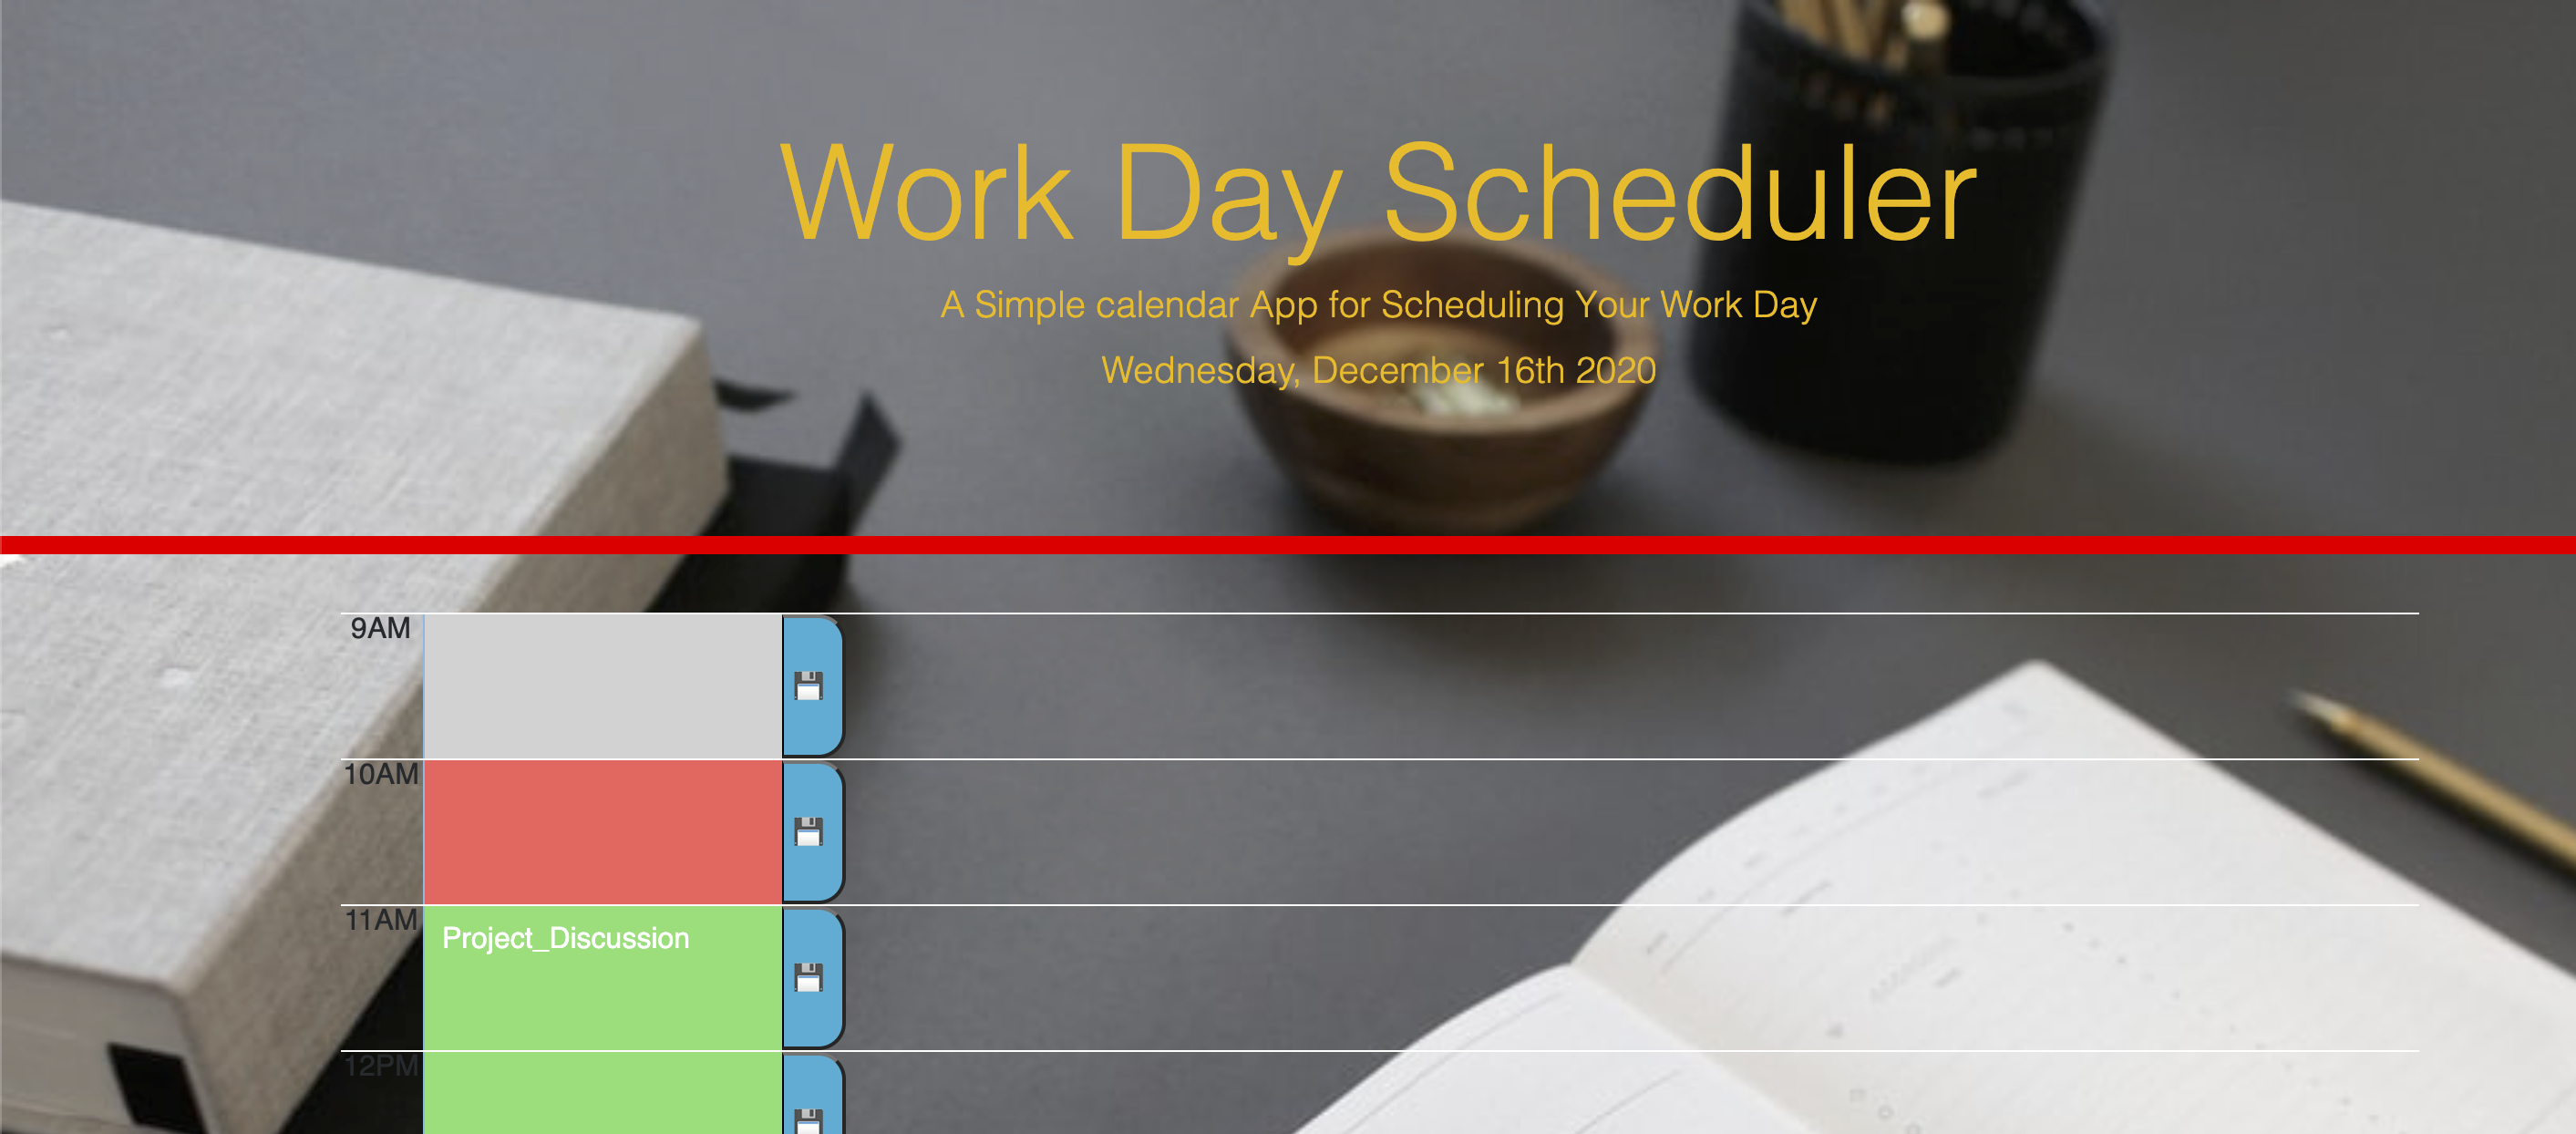 Work Day Scheduler
A Simple calendar App for Scheduling Your Work Day
Wednesday, December 16th 2020
9AM
10AM
11AM
Project_Discussion
12PM